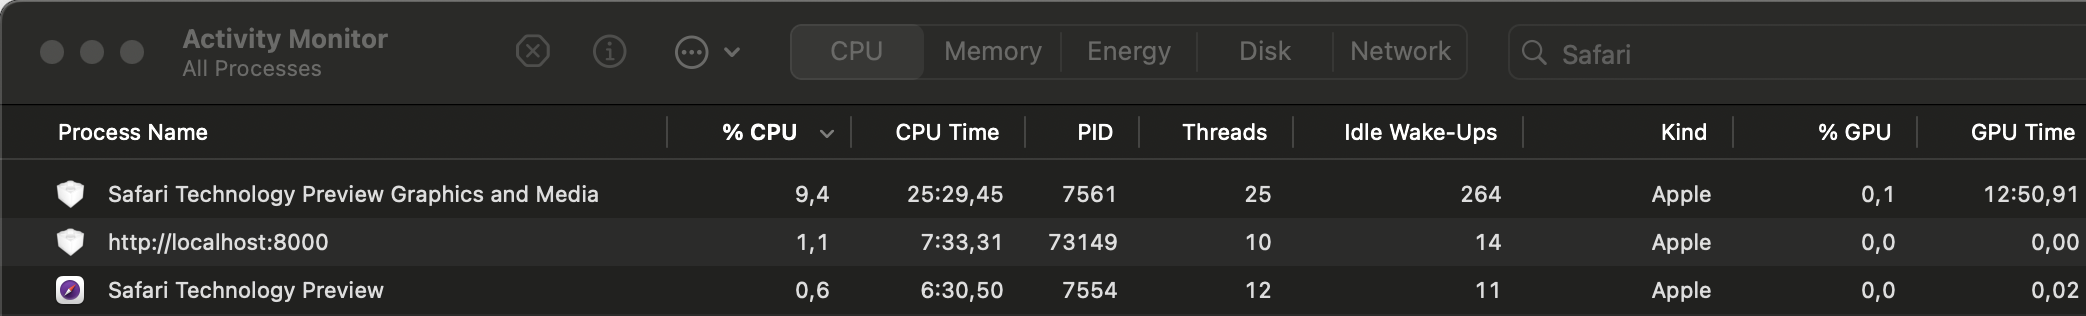 Activity Monitor
All Processes
CPU Memory Energy Disk Network Safari
Process Name % CPU CPU Time PID Threads Idle Wake-Ups Kind % GPU GPU Time
Safari Technology Preview Graphics and Media 9,4 25:29,45 7561 25 264 Apple 0,1 12:50,91
http://localhost:8000 1,1 7:33,31 73149 10 14 Apple 0,0 0,00
Safari Technology Preview 0,6 6:30,50 7554 12 11 Apple 0,0 0,02